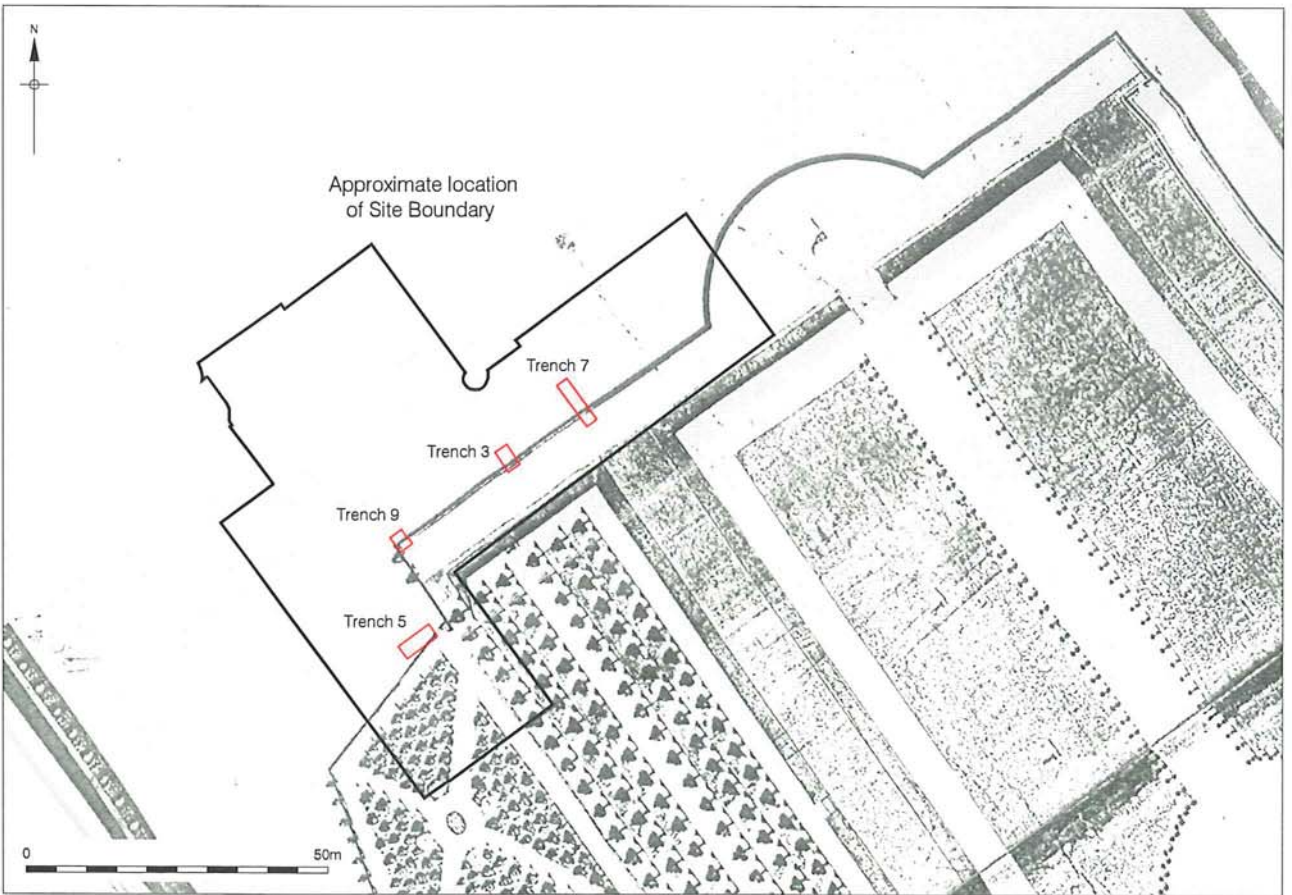 N
Approximate location
of Site Boundary
Trench 7
Trench 3
Trench 9
Trench 5
0
50m